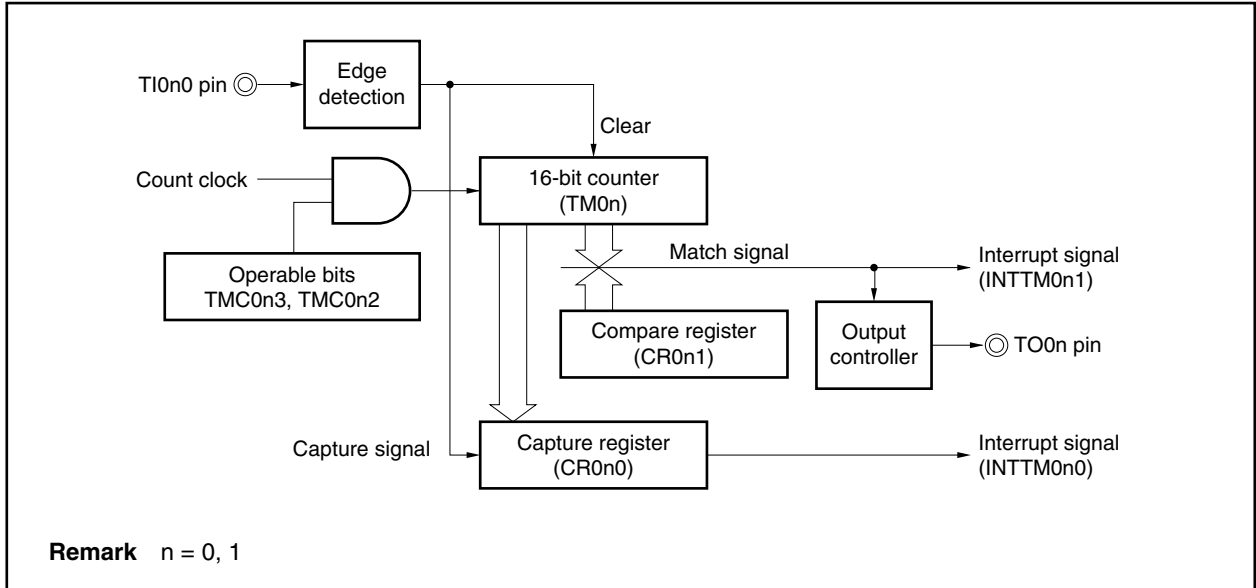 TI0n0 pin
Edge
detection
Clear
Count clock
16-bit counter
(TM0n)
Operable bits
TMC0n3, TMC0n2
Match signal
Interrupt signal
(INTTM0n1)
Compare register
(CR0n1)
Output
controller
TO0n pin
Capture signal
Capture register
(CR0n0)
Interrupt signal
(INTTM0n0)
Remark n = 0, 1